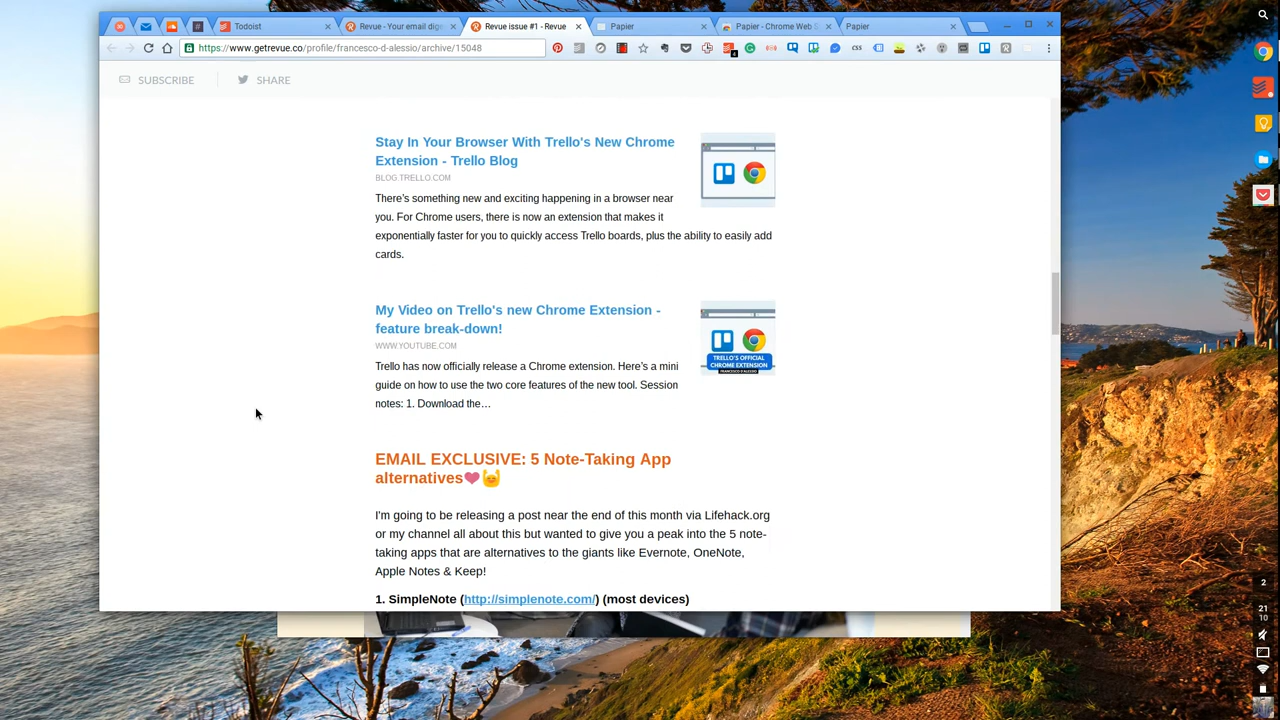 Todoist
Revue - Your email dige
Revue issue #1 - Revue
Papier
Papier - Chrome Web S
Papier
https://www.getrevue.co/profile/francesco-d-alessio/archive/15048
css
SUBSCRIBE
SHARE
Stay In Your Browser With Trello's New Chrome
Extension - Trello Blog
BLOG.TRELLO.COM
There's something new and exciting happening in a browser near
you. For Chrome users, there is now an extension that makes it
exponentially faster for you to quickly access Trello boards, plus the ability to easily add
cards.
My Video on Trello's new Chrome Extension -
feature break-down!
WWW.YOUTUBE.COM
Trello has now officially release a Chrome extension. Here's a mini
guide on how to use the two core features of the new tool. Session
notes: 1. Download the…
TRELLO'S OFFICIAL
CHROME EXTENSION
FRANCESCO D'ALESSIO
EMAIL EXCLUSIVE: 5 Note-Taking App
alternatives❤😸
I'm going to be releasing a post near the end of this month via Lifehack.org
or my channel all about this but wanted to give you a peak into the 5 note-
taking apps that are alternatives to the giants like Evernote, OneNote,
Apple Notes & Keep!
1. SimpleNote (http://simplenote.com/) (most devices)
2
21
10